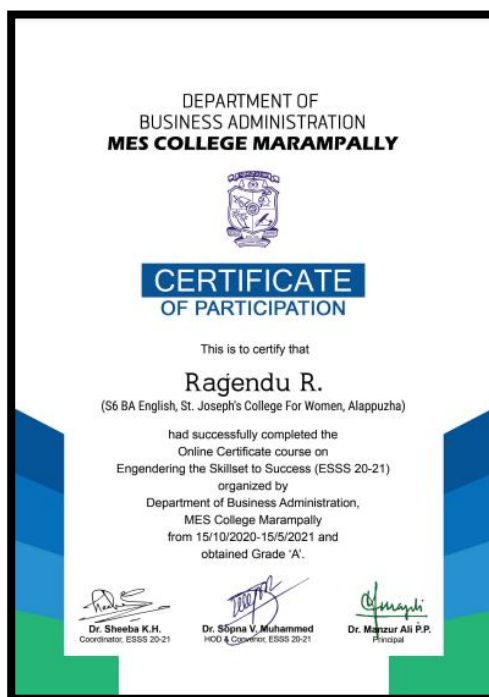 DEPARTMENT OF
BUSINESS ADMINISTRATION
MES COLLEGE MARAMPALLY
CERTIFICATE
OF PARTICIPATION
This is to certify that
Ragendu R.
(S6 BA English, St. Joseph's College For Women, Alappuzha)
had successfully completed the
Online Certificate course on
Engendering the Skillset to Success (ESSS 20-21)
organized by
Department of Business Administration,
MES College Marampally
from 15/10/2020-15/5/2021 and
obtained Grade 'A'.
Dr. Sheeba K.H.
Coordinator, ESSS 20-21
Dr. Sopna V. Muhammed
HOD & Convenor, ESSS 20-21
Dr. Manzur Ali P.P.
Principal